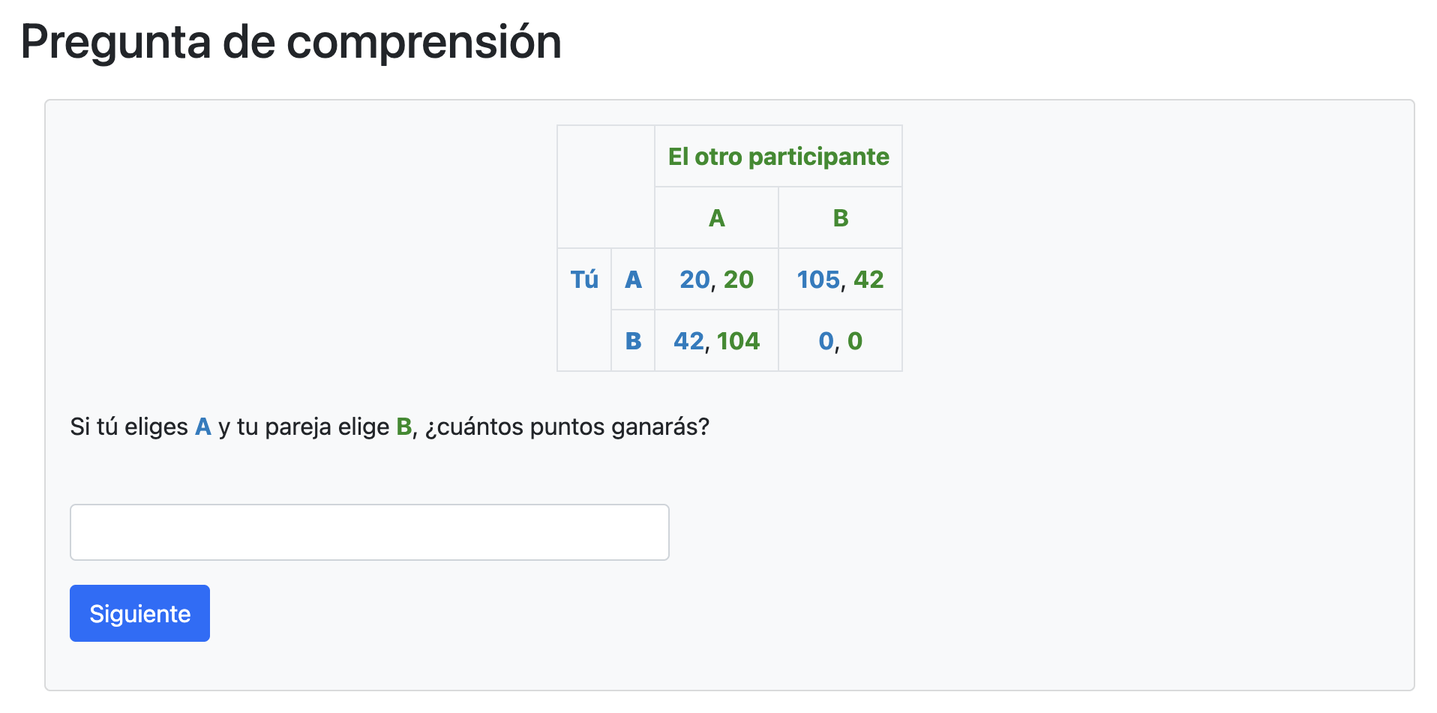 Pregunta de comprensión
El otro participante
A B
Tú A 20, 20 105, 42
B 42, 104 0, 0
Si tú eliges A y tu pareja elige B, ¿cuántos puntos ganarás?
Siguiente